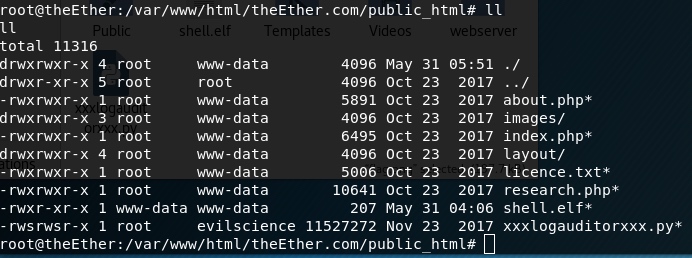 root@theEther:/var/www/html/theEther.com/public_html# ll
ll
Public shell.elf Templates Videos webserver
total 11316
drwxrwxr-x 4 root www-data 4096 May 31 05:51 ./
drwxr-xr-x 5 root root 4096 Oct 23 2017 ../
-rwxrwxr-x 1 root www-data 5891 Oct 23 2017 about.php*
drwxrwxr-x 3 root www-data 4096 Oct 23 2017 images/
-rwxrwxr-x 1 root www-data 6495 Oct 23 2017 index.php*
drwxrwxr-x 4 root www-data 4096 Oct 23 2017 layout/
-rwxrwxr-x 1 root www-data 5006 Oct 23 2017 licence.txt*
-rwxrwxr-x 1 root www-data 10641 Oct 23 2017 research.php*
-rwxr-xr-x 1 www-data www-data 207 May 31 04:06 shell.elf*
-rwsrwsr-x 1 root evilscience 11527272 Nov 23 2017 xxxlogauditorxxx.py*
root@theEther:/var/www/html/theEther.com/public_html#